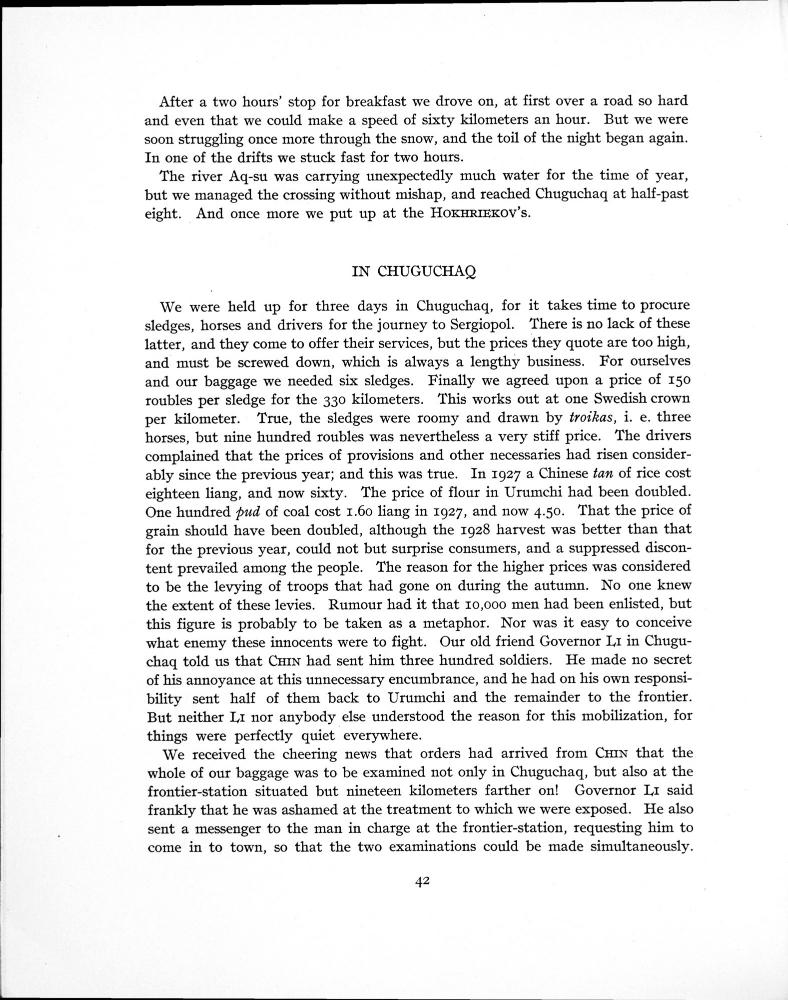 After a two hours' stop for breakfast we drove on, at first over a road so hard
and even that we could make a speed of sixty kilometers an hour. But we were
soon struggling once more through the snow, and the toil of the night began again.
In one of the drifts we stuck fast for two hours.
The river Aq-su was carrying unexpectedly much water for the time of year,
but we managed the crossing without mishap, and reached Chuguchaq at half-past
eight. And once more we put up at the HOKHRIEKOV's.
IN CHUGUCHAQ
We were held up for three days in Chuguchaq, for it takes time to procure
sledges, horses and drivers for the journey to Sergiopol. There is no lack of these
latter, and they come to offer their services, but the prices they quote are too high,
and must be screwed down, which is always a lengthy business. For ourselves
and our baggage we needed six sledges. Finally we agreed upon a price of 150
roubles per sledge for the 330 kilometers. This works out at one Swedish crown
per kilometer. True, the sledges were roomy and drawn by troikas, i. e. three
horses, but nine hundred roubles was nevertheless a very stiff price. The drivers
complained that the prices of provisions and other necessaries had risen consider-
ably since the previous year; and this was true. In 1927 a Chinese tan of rice cost
eighteen liang, and now sixty. The price of flour in Urumchi had been doubled.
One hundred pud of coal cost 1.60 liang in 1927, and now 4.50. That the price of
grain should have been doubled, although the 1928 harvest was better than that
for the previous year, could not but surprise consumers, and a suppressed discon-
tent prevailed among the people. The reason for the higher prices was considered
to be the levying of troops that had gone on during the autumn. No one knew
the extent of these levies. Rumour had it that 10,000 men had been enlisted, but
this figure is probably to be taken as a metaphor. Nor was it easy to conceive
what enemy these innocents were to fight. Our old friend Governor LI in Chugu-
chaq told us that CHIN had sent him three hundred soldiers. He made no secret
of his annoyance at this unnecessary encumbrance, and he had on his own responsi-
bility sent half of them back to Urumchi and the remainder to the frontier.
But neither LI nor anybody else understood the reason for this mobilization, for
things were perfectly quiet everywhere.
We received the cheering news that orders had arrived from CHIN that the
whole of our baggage was to be examined not only in Chuguchaq, but also at the
frontier-station situated but nineteen kilometers farther on! Governor LI said
frankly that he was ashamed at the treatment to which we were exposed. He also
sent a messenger to the man in charge at the frontier-station, requesting him to
come in to town, so that the two examinations could be made simultaneously.
42